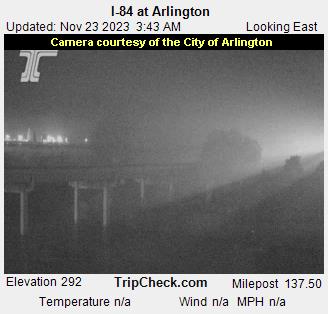 I-84 at Arlington
Updated: Nov 23 2023 3:43 AM Looking East
Camera courtesy of the City of Arlington
Elevation 292 TripCheck.com Milepost 137.50
Temperature n/a Wind n/a MPH n/a